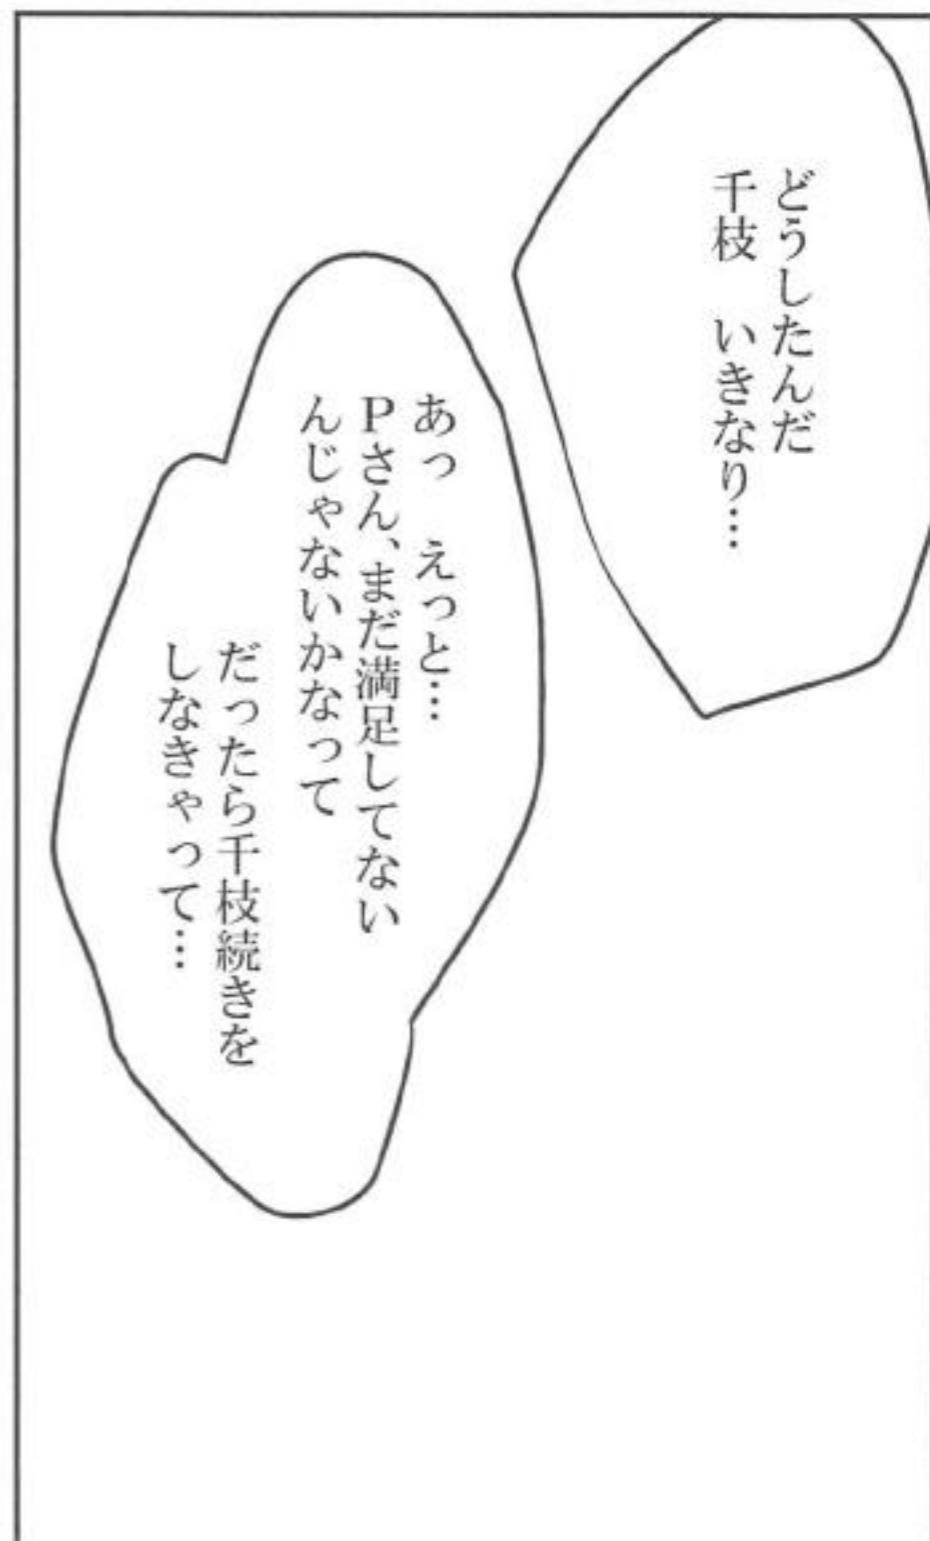 どうしたんだ
千枝　いきなり…
あっ　えっと…
Pさん、まだ満足してない
んじゃないかなって
だったら千枝続きを
しなきゃって…